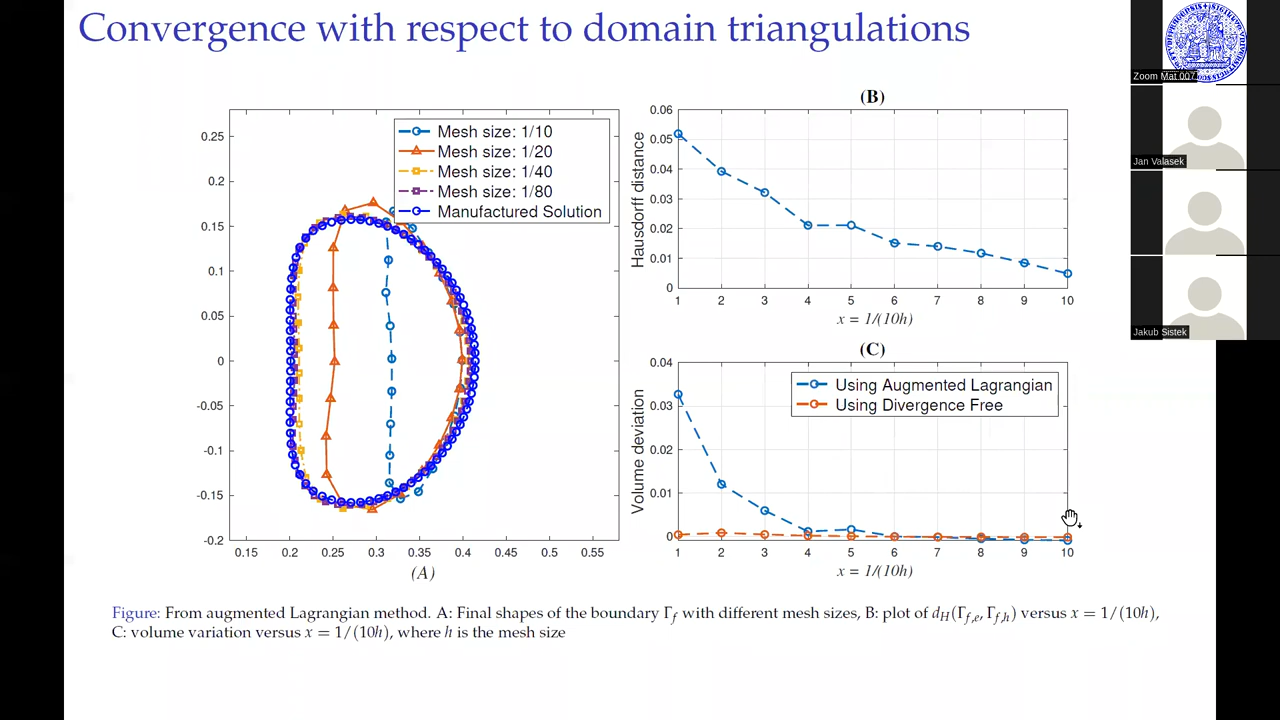 Convergence with respect to domain triangulations
Zoom Mat 007
Jan Valasek
Jakub Sistek
0.25
0.2
0.15
0.1
0.05
0
-0.05
-0.1
-0.15
-0.2
0.15 0.2 0.25 0.3 0.35 0.4 0.45 0.5 0.55
Mesh size: 1/10
Mesh size: 1/20
Mesh size: 1/40
Mesh size: 1/80
Manufactured Solution
(A)
(B)
Hausdorff distance
0.06
0.05
0.04
0.03
0.02
0.01
0
1 2 3 4 5 6 7 8 9 10
x = 1/(10h)
(C)
Volume deviation
0.04
0.03
0.02
0.01
0
Using Augmented Lagrangian
Using Divergence Free
1 2 3 4 5 6 7 8 9 10
x = 1/(10h)
Figure: From augmented Lagrangian method. A: Final shapes of the boundary Γf with different mesh sizes, B: plot of dH(Γf,e, Γf,h) versus x = 1/(10h),
C: volume variation versus x = 1/(10h), where h is the mesh size